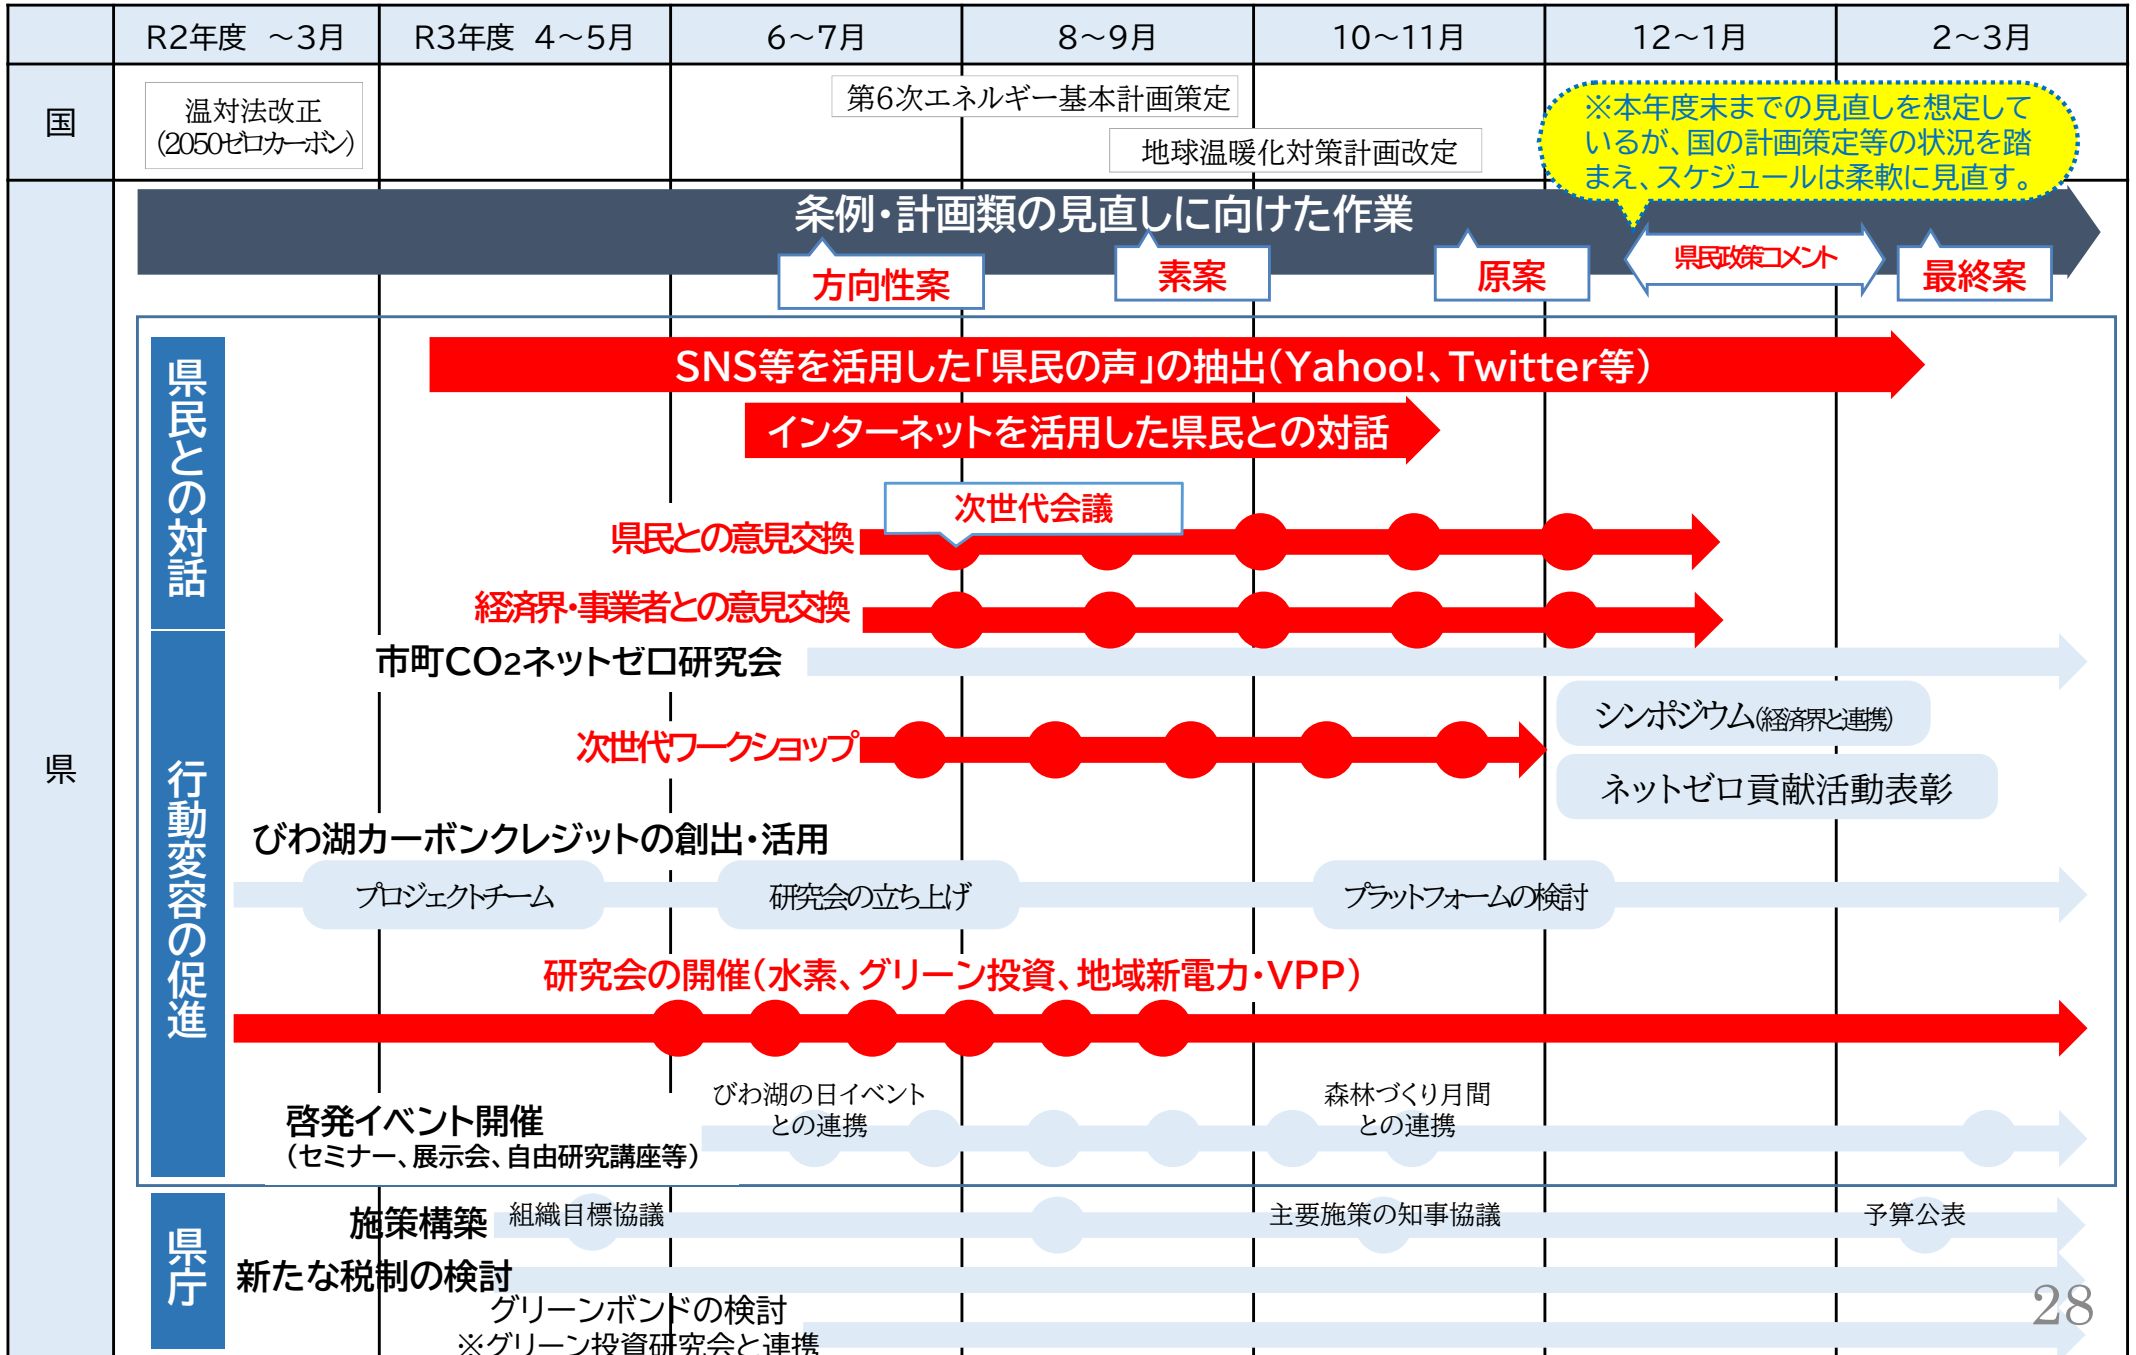 R2年度　～3月
R3年度　4～5月
6～7月
8～9月
10～11月
12～1月
2～3月
国
温対法改正
(2050ゼロカーボン)
第6次エネルギー基本計画策定
地球温暖化対策計画改定
※本年度末までの見直しを想定して
いるが、国の計画策定等の状況を踏
まえ、スケジュールは柔軟に見直す。
県
条例・計画類の見直しに向けた作業
方向性案
素案
原案
県民政策コメント
最終案
県民との対話
SNS等を活用した「県民の声」の抽出（Yahoo!、Twitter等）
インターネットを活用した県民との対話
次世代会議
県民との意見交換
経済界・事業者との意見交換
行動変容の促進
市町CO2ネットゼロ研究会
シンポジウム(経済界と連携)
次世代ワークショップ
ネットゼロ貢献活動表彰
びわ湖カーボンクレジットの創出・活用
プロジェクトチーム
研究会の立ち上げ
プラットフォームの検討
研究会の開催（水素、グリーン投資、地域新電力・VPP）
びわ湖の日イベント
との連携
森林づくり月間
との連携
啓発イベント開催
（セミナー、展示会、自由研究講座等）
県庁
施策構築
組織目標協議
主要施策の知事協議
予算公表
新たな税制の検討
グリーンボンドの検討
※グリーン投資研究会と連携
28